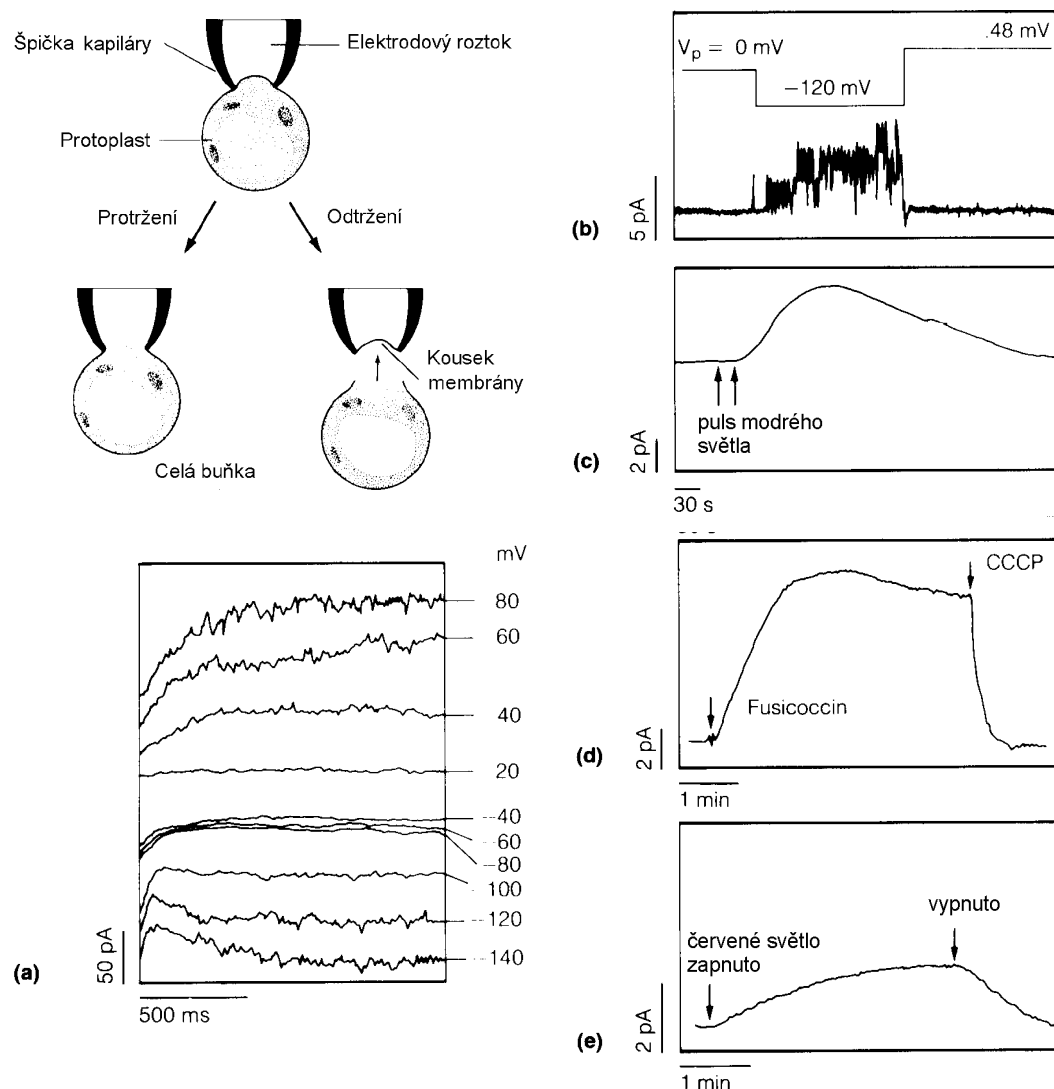 Špička kapiláry
Elektrodový roztok
Protoplast
Protržení
Odtržení
Kousek
membrány
Celá buňka
mV
80
60
40
20
-40
-60
-80
-100
-120
-140
50 pA
(a)
500 ms
.48 mV
Vp = 0 mV
-120 mV
(b)
5 pA
puls modrého
světla
(c)
2 pA
30 s
CCCP
Fusicoccin
(d)
2 pA
1 min
vypnuto
červené světlo
zapnuto
(e)
2 pA
1 min